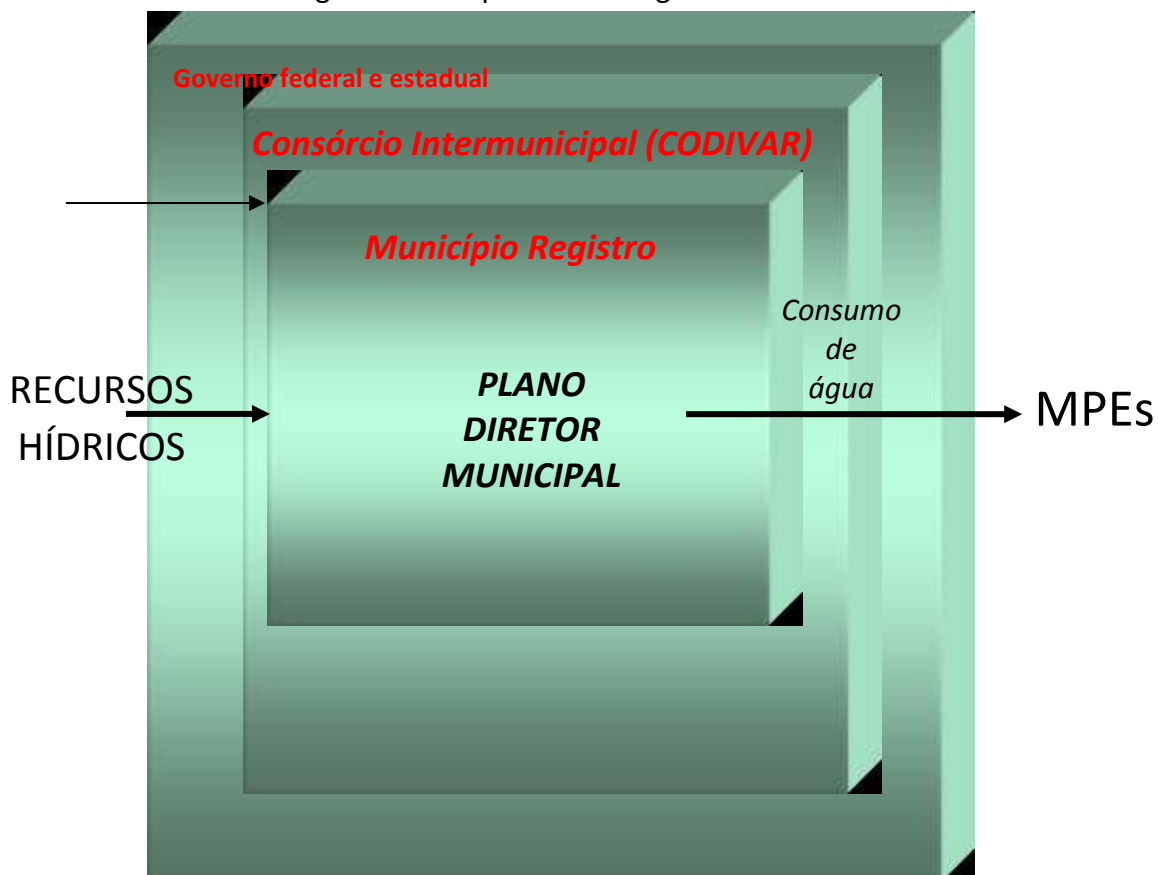 Governo federal e estadual
Consórcio Intermunicipal (CODIVAR)
Município Registro
Consumo
de
água
RECURSOS
HÍDRICOS
PLANO
DIRETOR
MUNICIPAL
MPEs